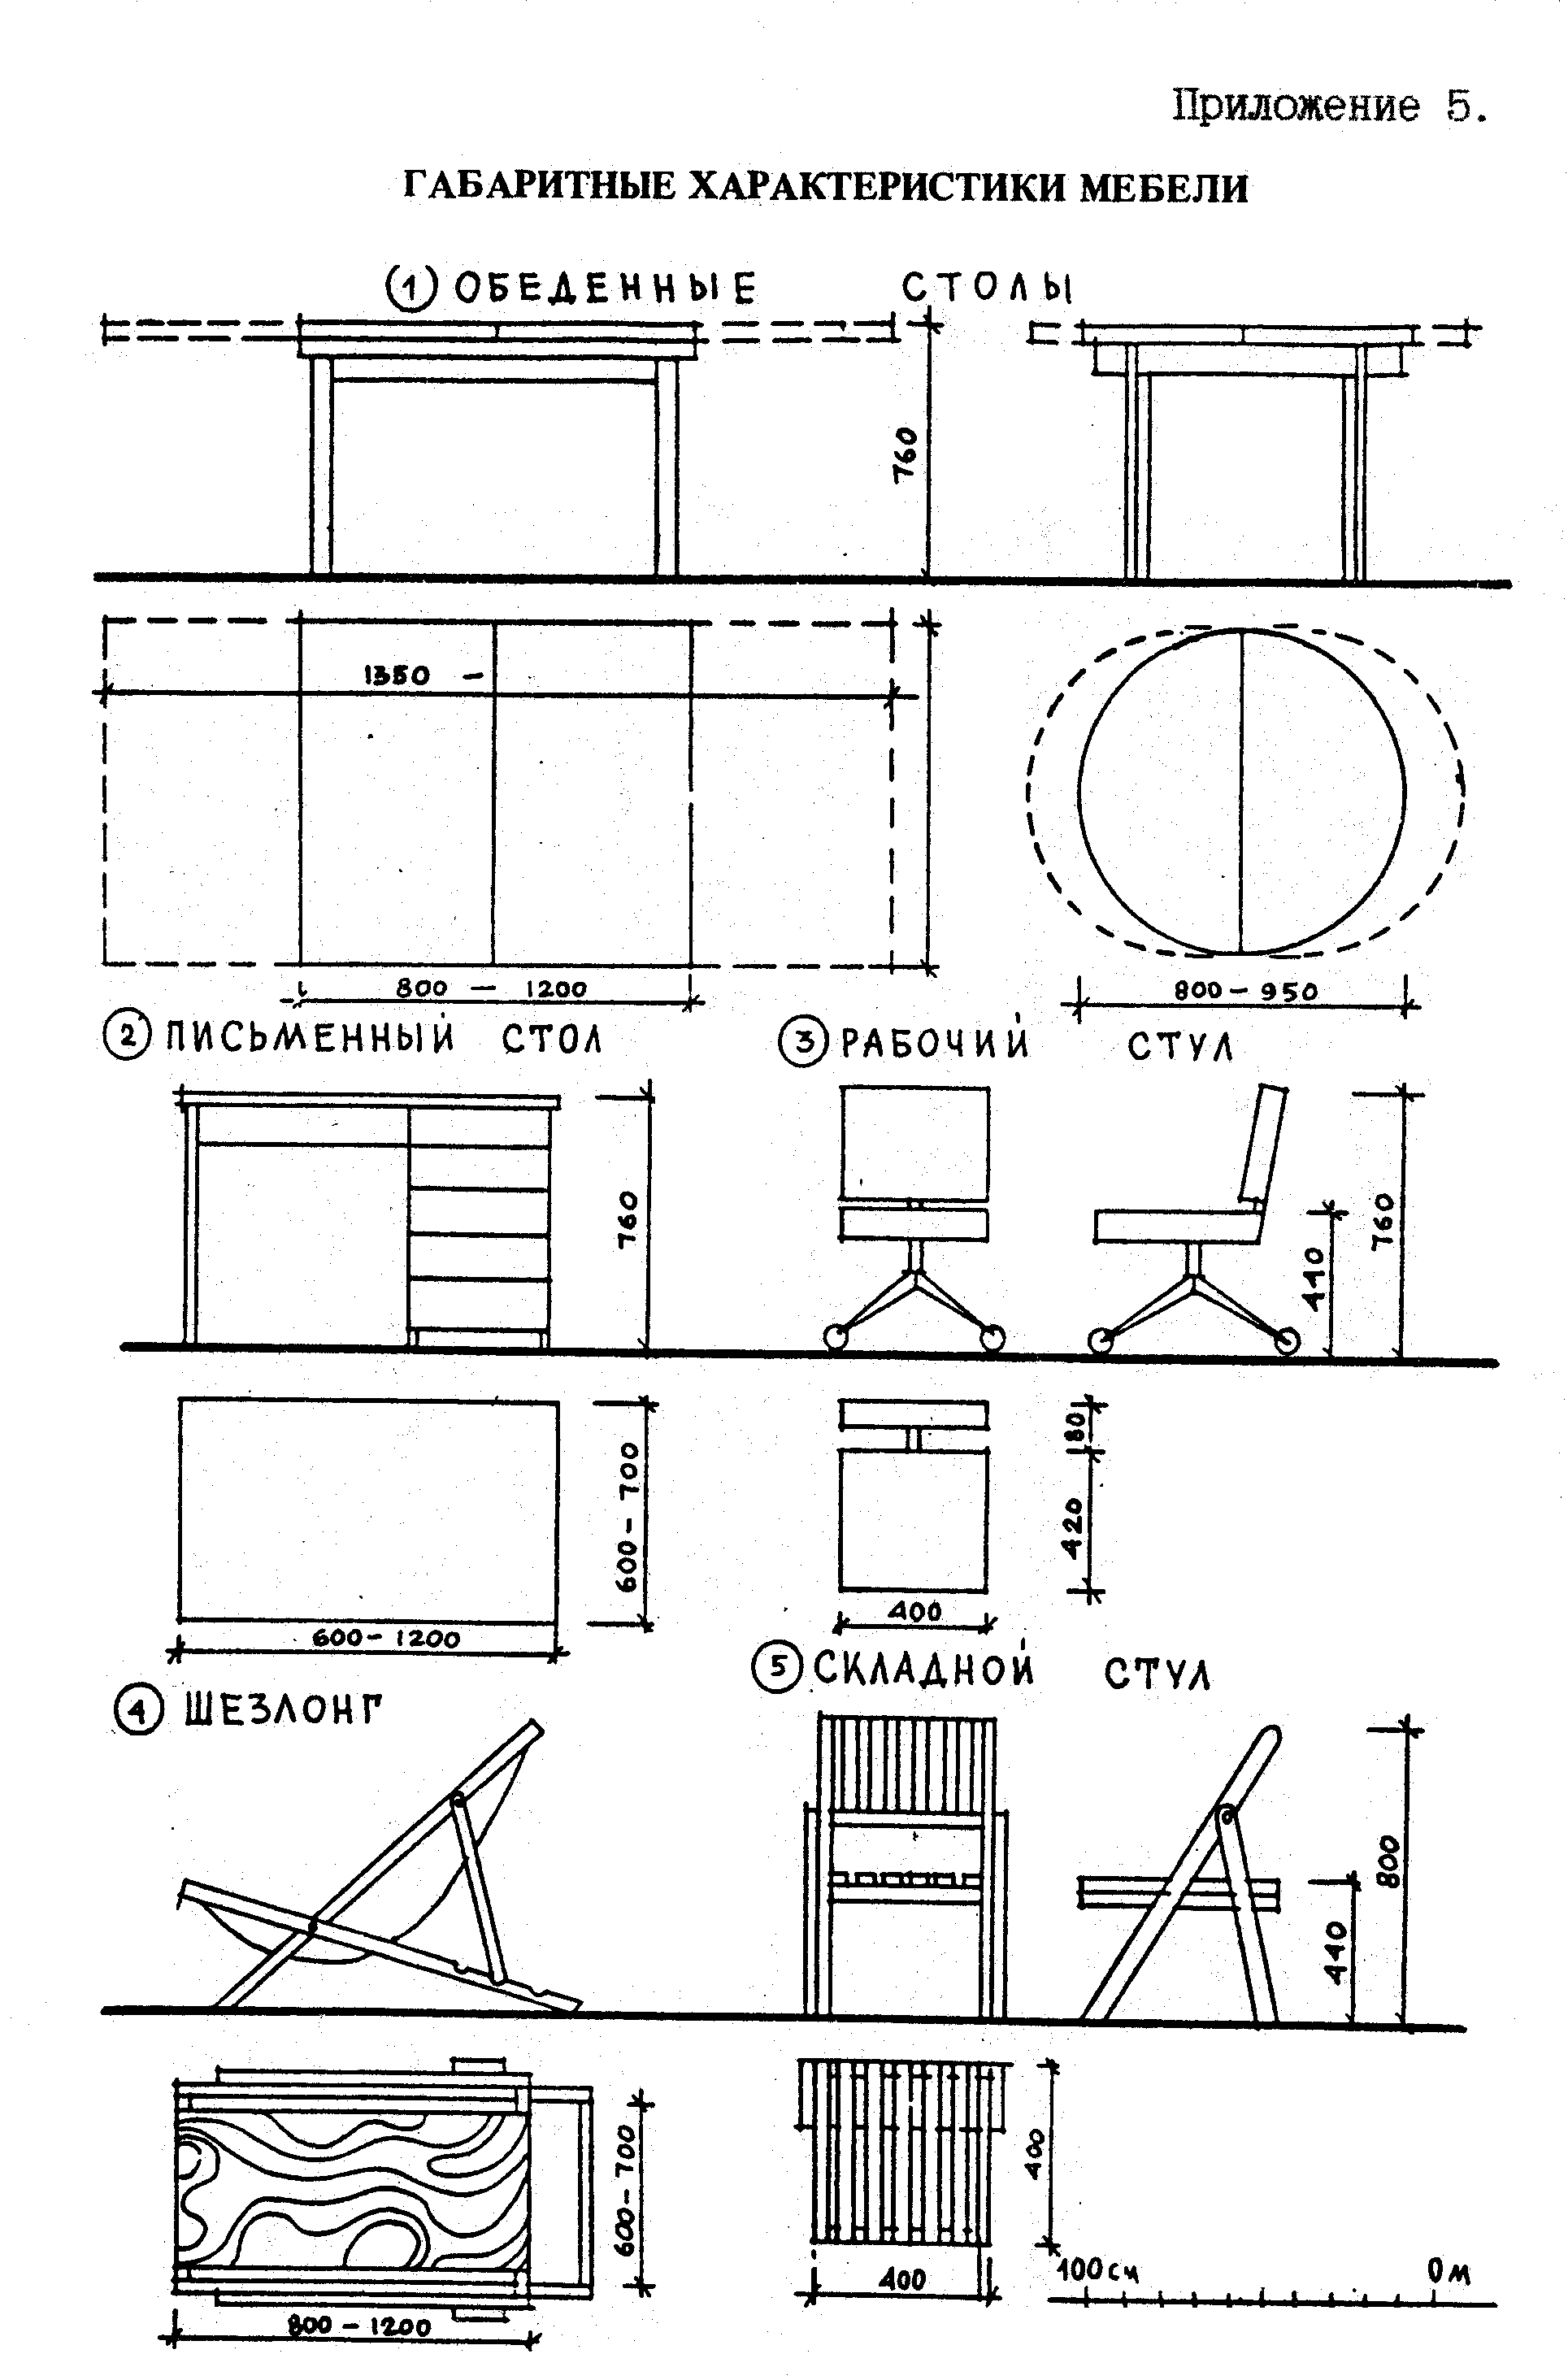 Приложение 5.
ГАБАРИТНЫЕ ХАРАКТЕРИСТИКИ МЕБЕЛИ
1 ОБЕДЕННЫЕ СТОЛЫ
760
1350 -
800 - 1200
800 - 950
2 ПИСЬМЕННЫЙ СТОЛ
3 РАБОЧИЙ СТУЛ
760
440
760
600 - 700
180
420
600 - 1200
400
4 ШЕЗЛОНГ
5 СКЛАДНОЙ СТУЛ
800
440
600 - 700
400
800 - 1200
400
100 см
0 м